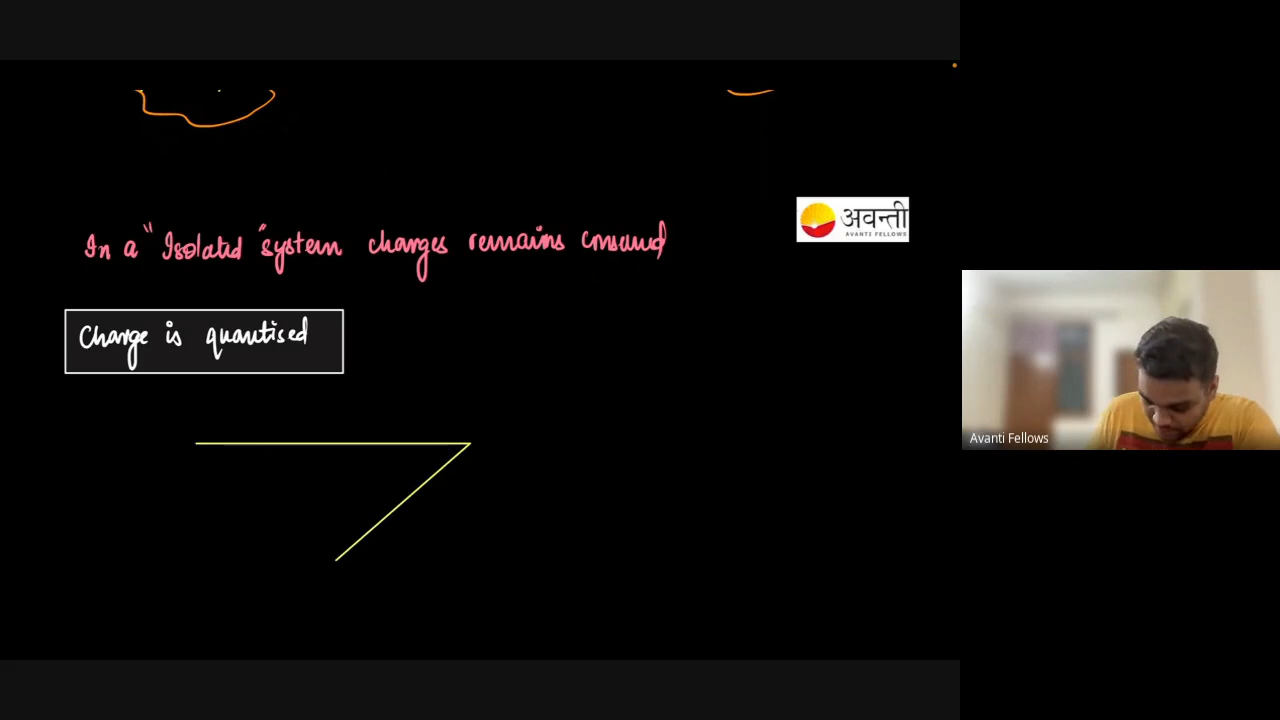 In a "Isolated" system charges remains conserved
अवन्ती
AVANTI FELLOWS
Charge is quantised
Avanti Fellows